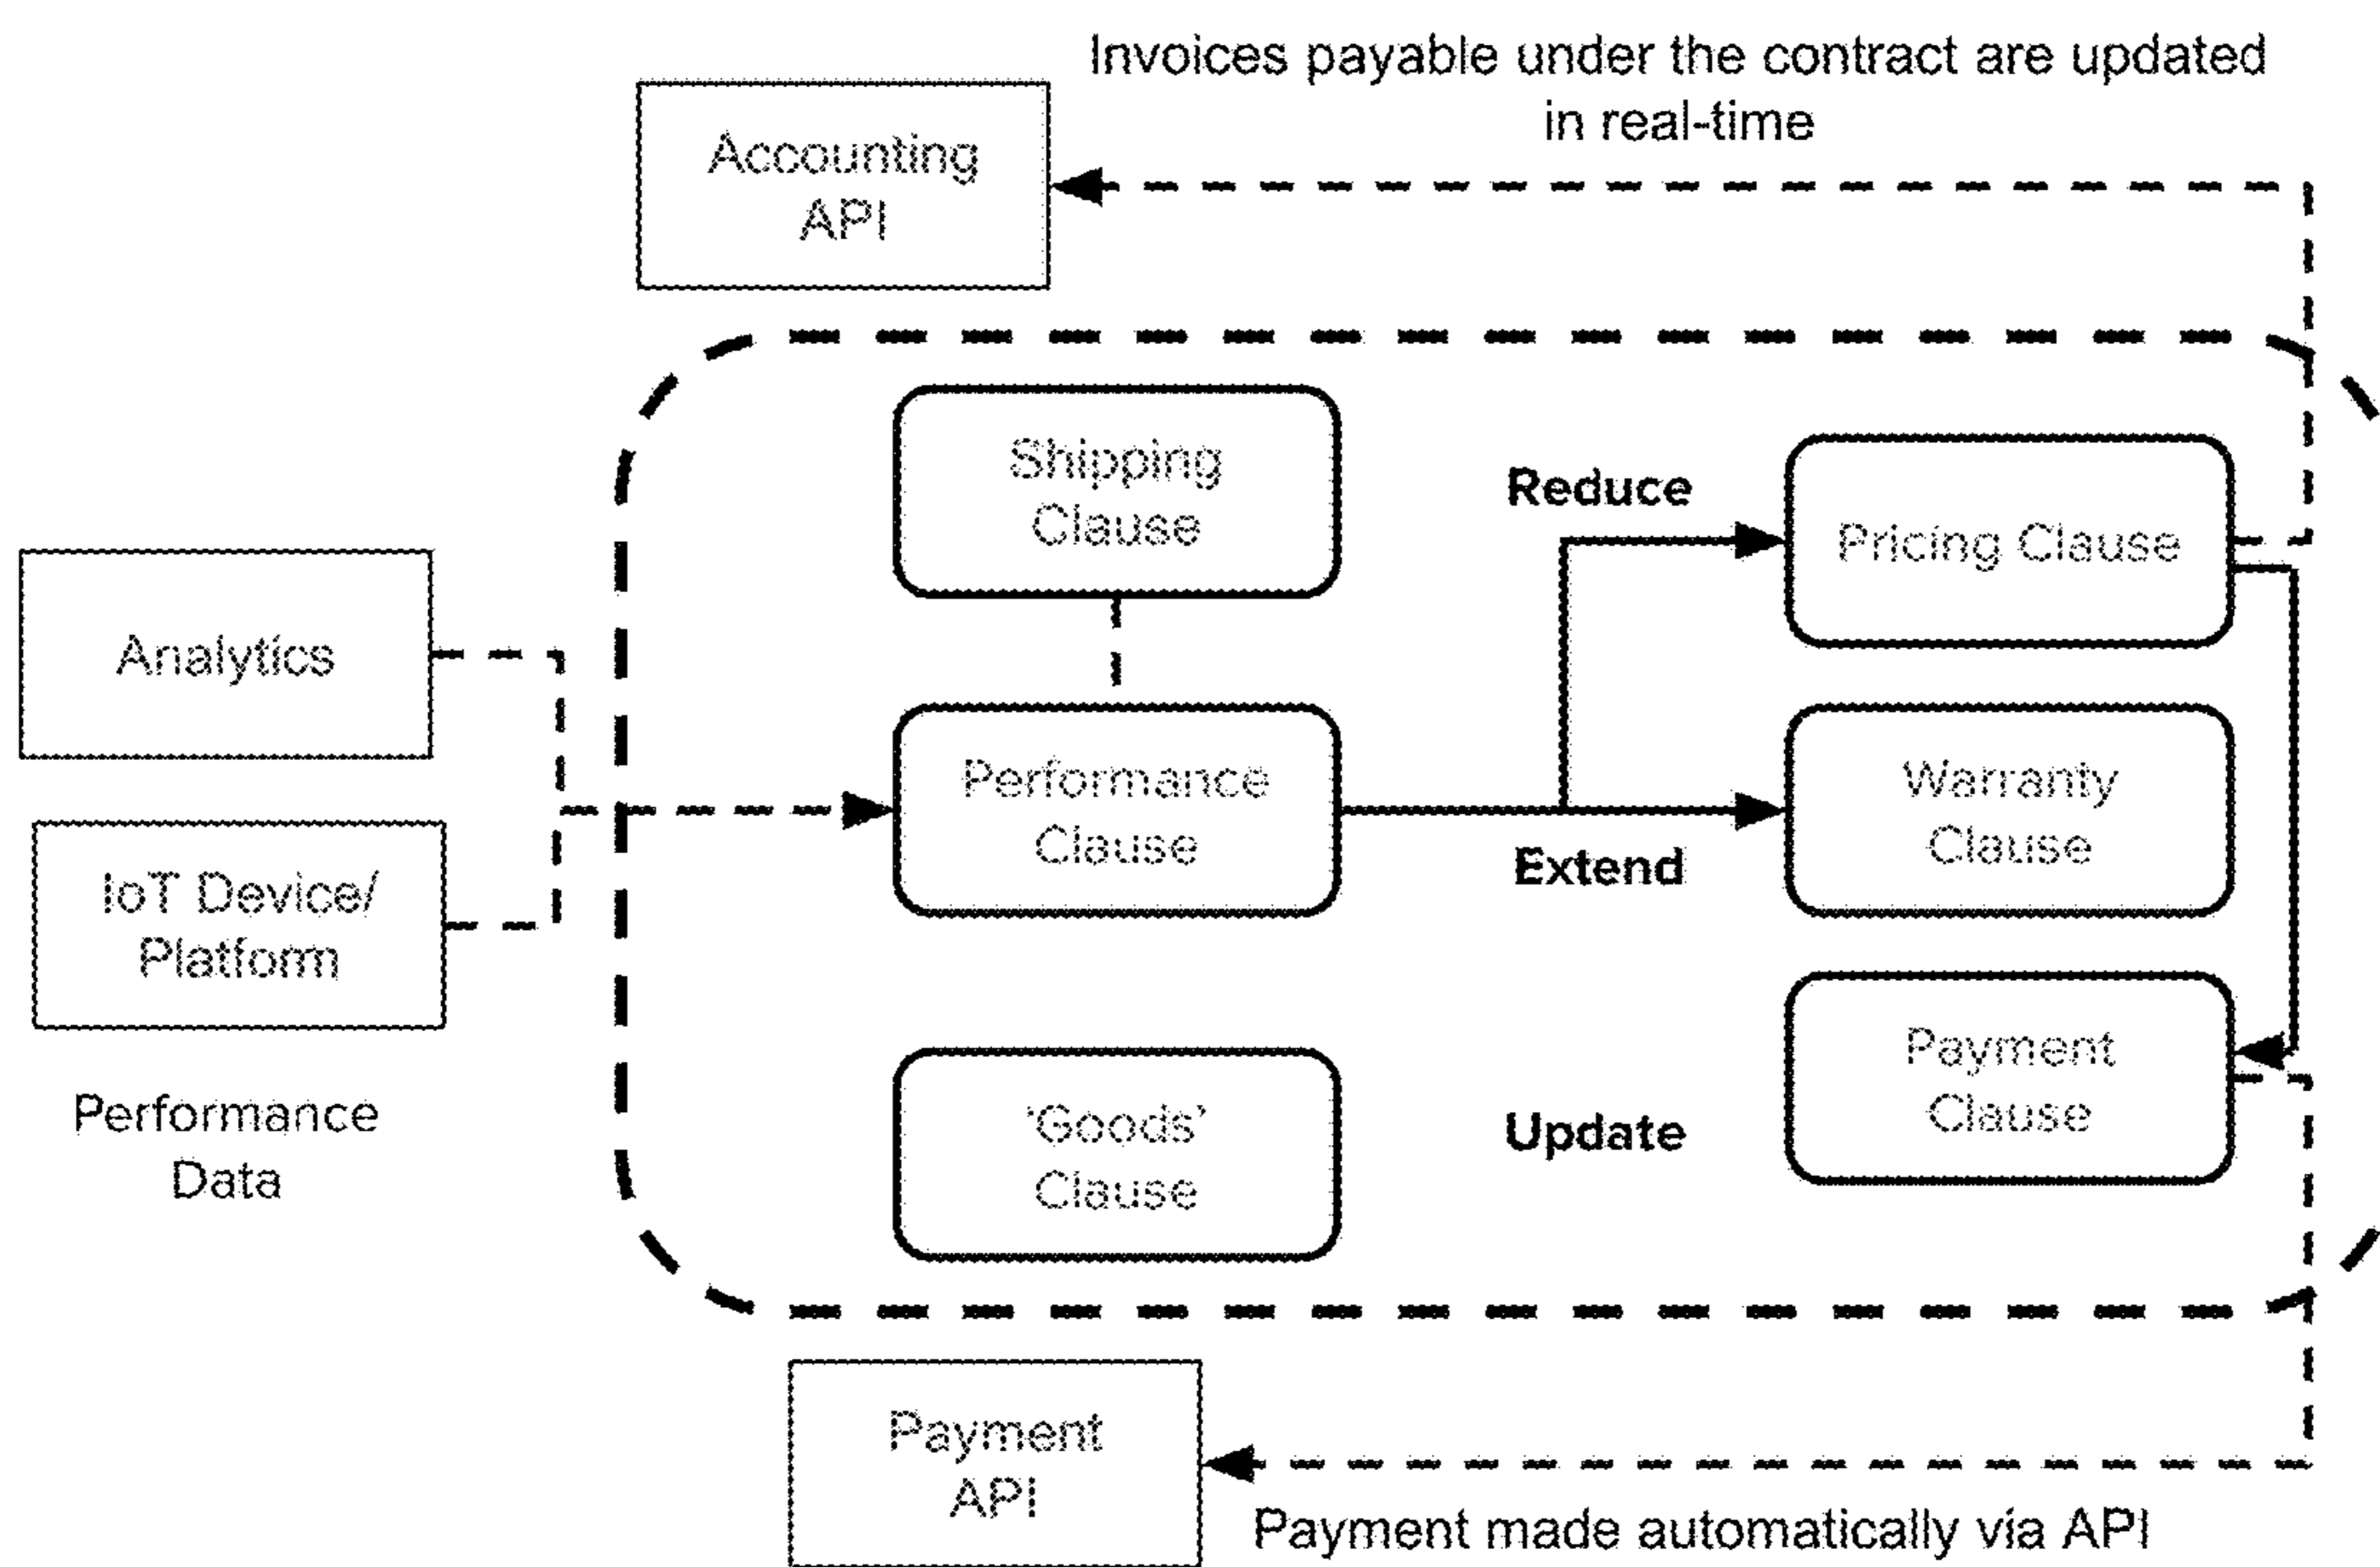 Invoices payable under the contract are updated
in real-time
Accounting
API
Shipping
Clause
Reduce
Pricing Clause
Analytics
Performance
Clause
Warranty
Clause
Extend
IoT Device/
Platform
Performance
Data
'Goods'
Clause
Update
Payment
Clause
Payment
API
Payment made automatically via API